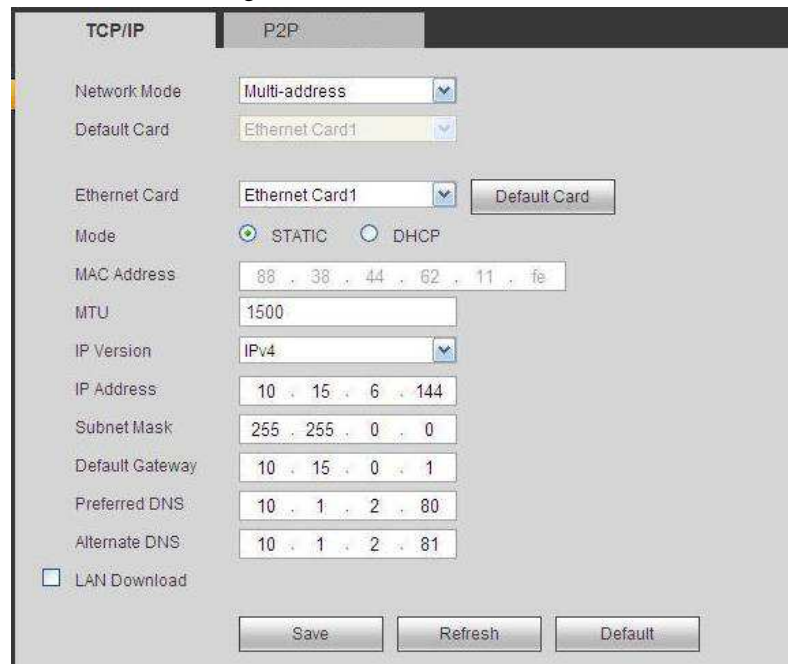 TCP/IP P2P
Network Mode Multi-address
Default Card Ethernet Card1
Ethernet Card Ethernet Card1 Default Card
Mode STATIC DHCP
MAC Address 88 . 38 . 44 . 62 . 11 . fe
MTU 1500
IP Version IPv4
IP Address 10 . 15 . 6 . 144
Subnet Mask 255 . 255 . 0 . 0
Default Gateway 10 . 15 . 0 . 1
Preferred DNS 10 . 1 . 2 . 80
Alternate DNS 10 . 1 . 2 . 81
LAN Download
Save Refresh Default